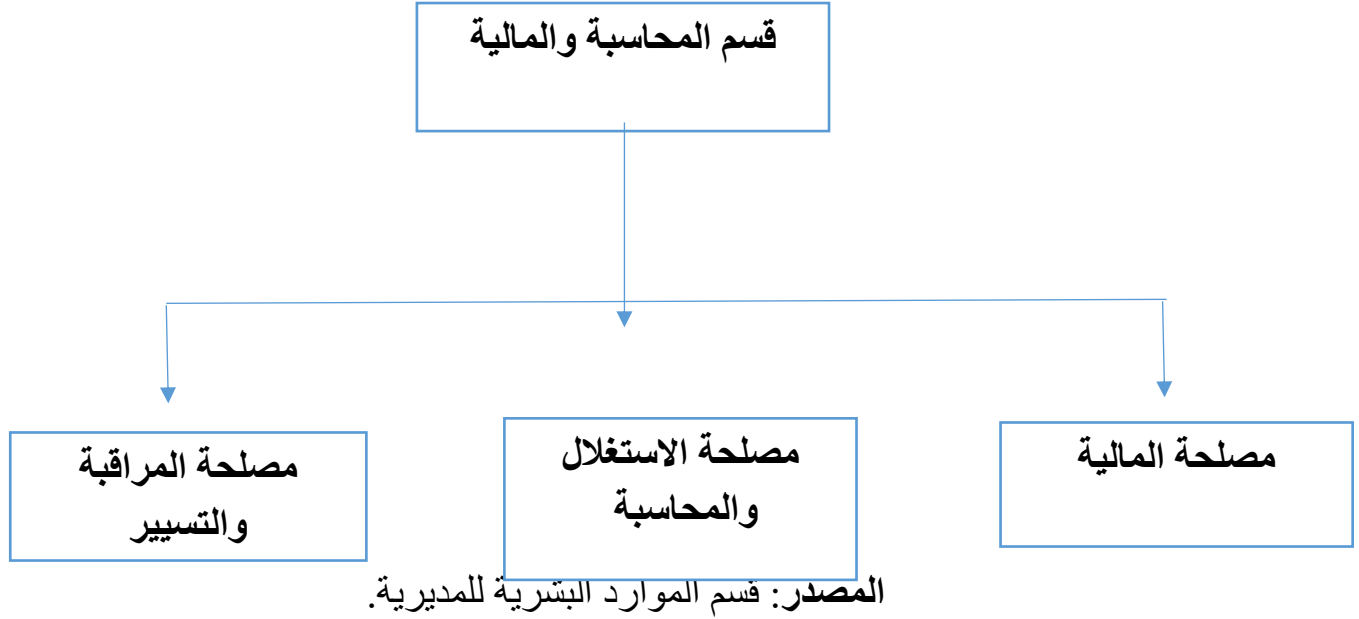 قسم المحاسبة والمالية
مصلحة المالية
مصلحة الاستغلال
والمحاسبة
مصلحة المراقبة
والتسيير
المصدر: قسم الموارد البشرية للمديرية.